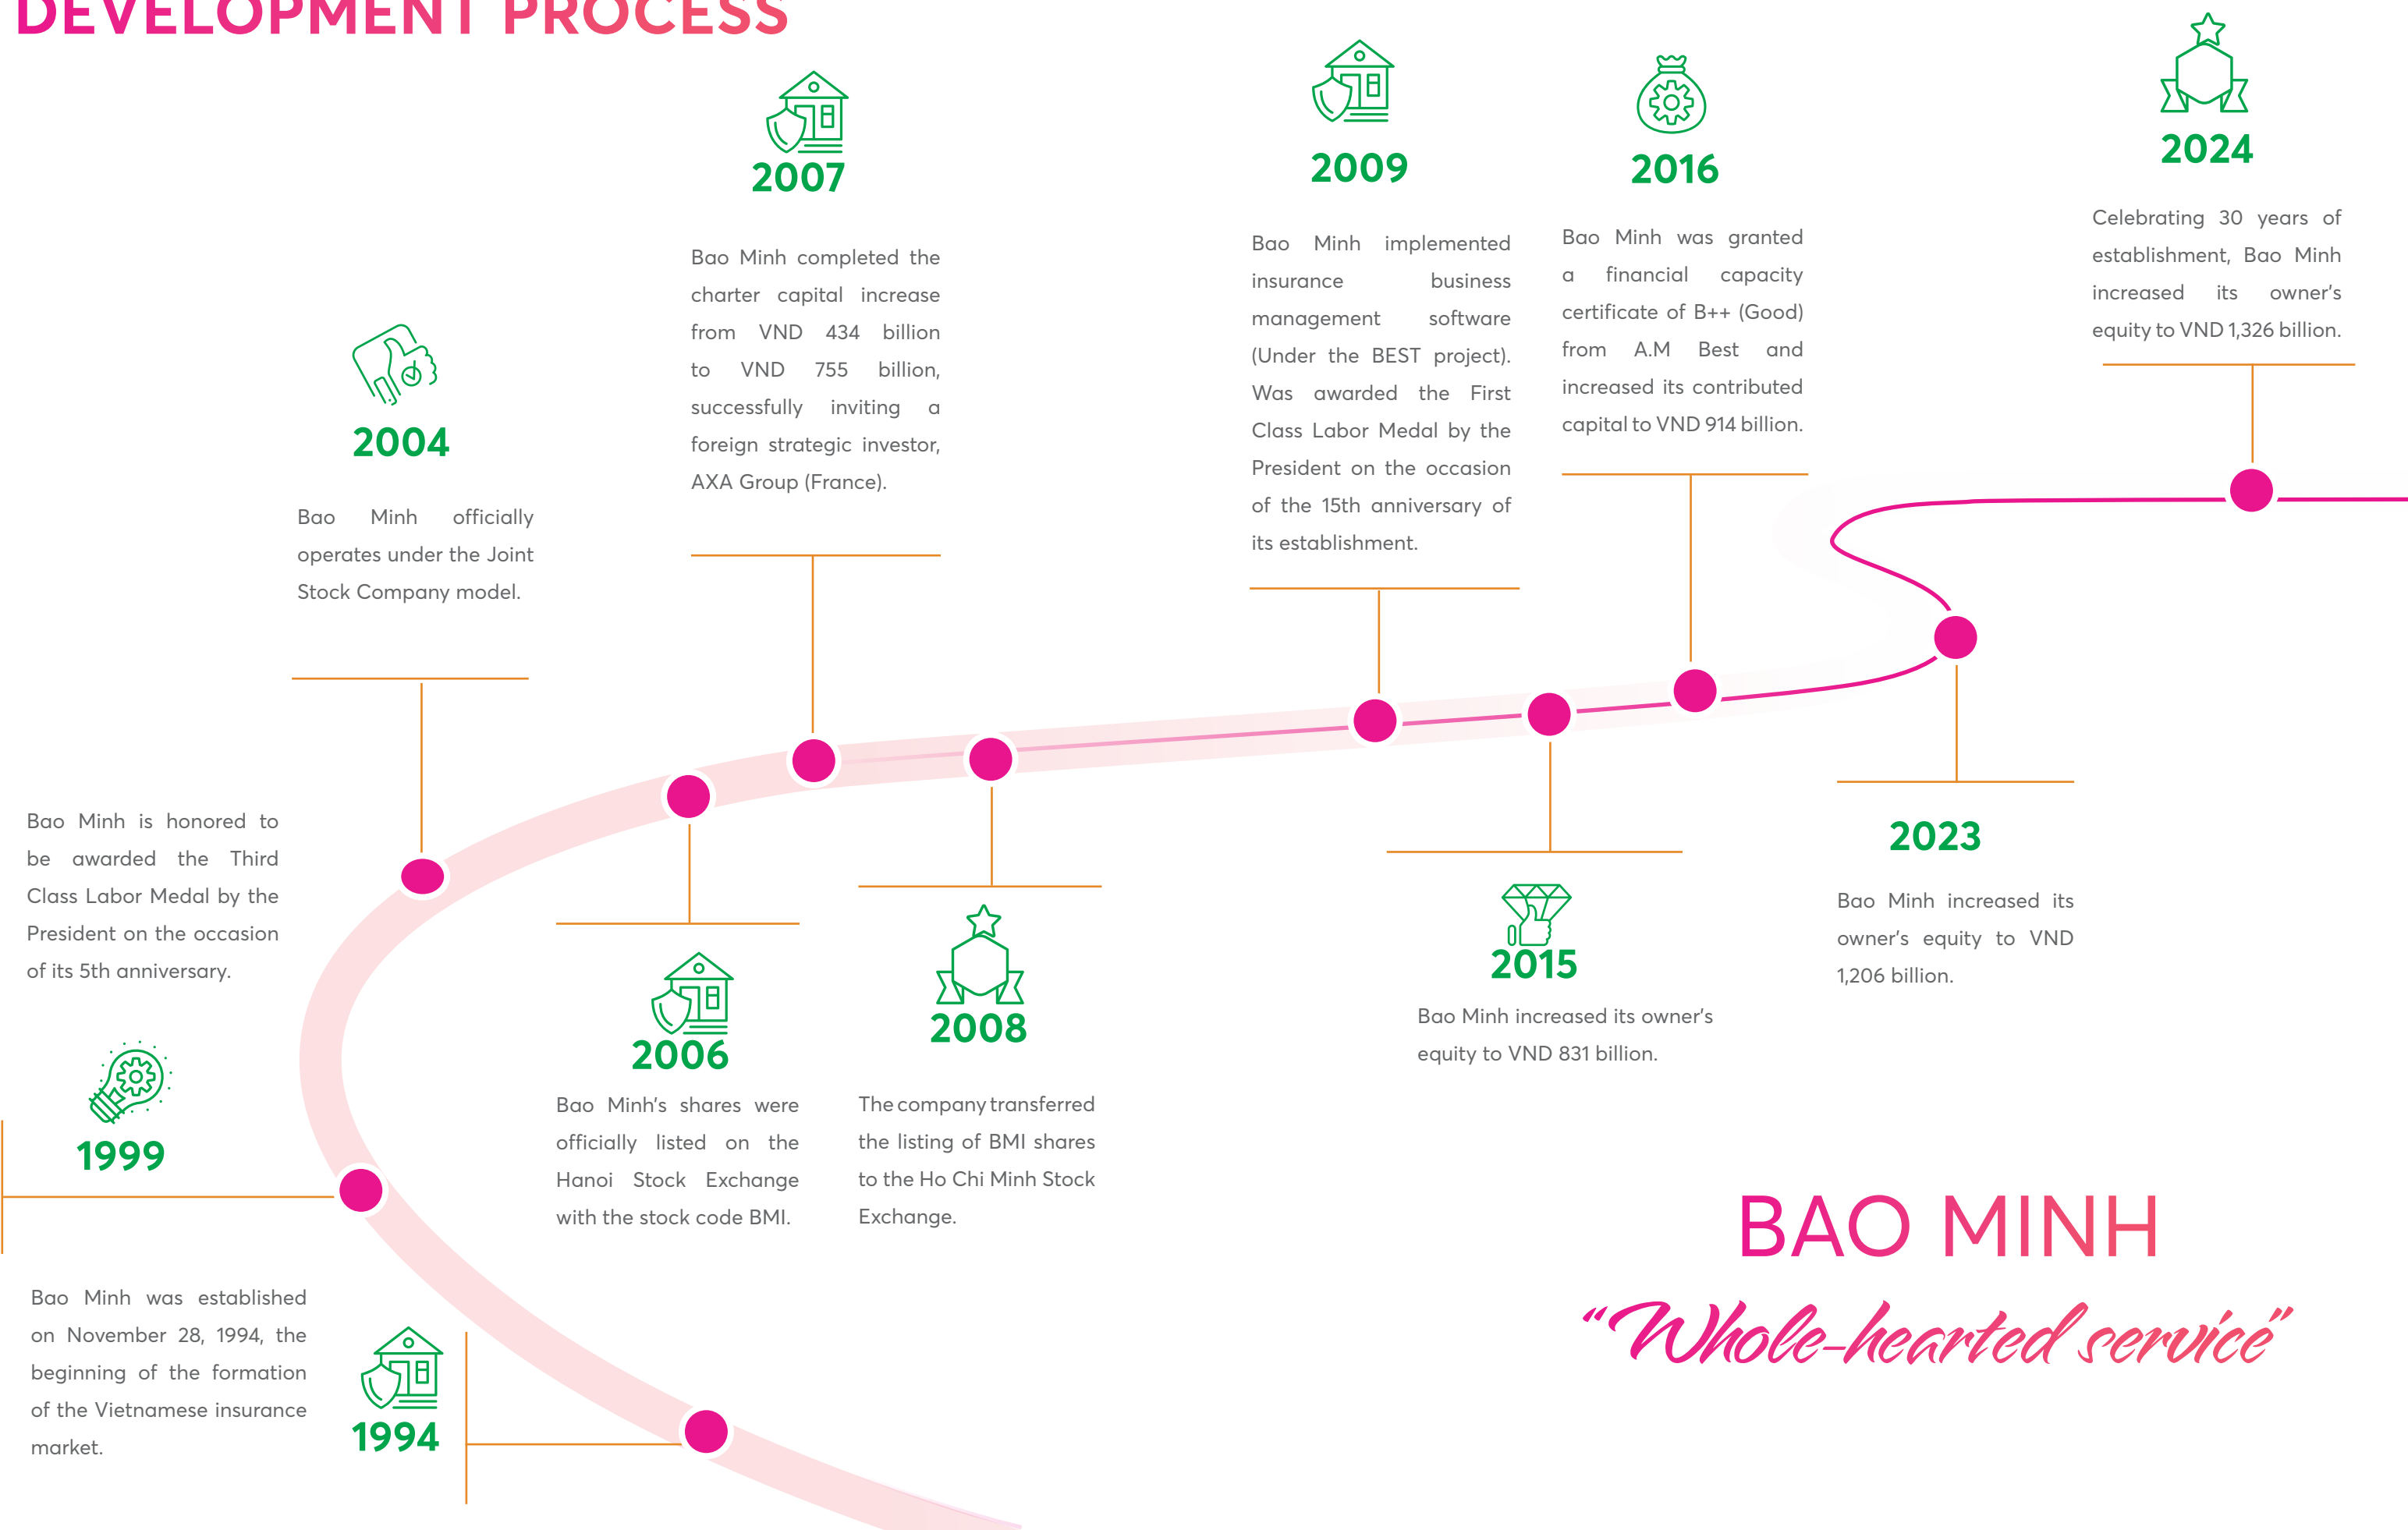 DEVELOPMENT PROCESS
2007
Bao Minh completed the
charter capital increase
from VND 434 billion
to VND 755 billion,
successfully inviting a
foreign strategic investor,
AXA Group (France).
2009
Bao Minh implemented
insurance business
management software
(Under the BEST project).
Was awarded the First
Class Labor Medal by the
President on the occasion
of the 15th anniversary of
its establishment.
2016
Bao Minh was granted
a financial capacity
certificate of B++ (Good)
from A.M Best and
increased its contributed
capital to VND 914 billion.
2024
Celebrating 30 years of
establishment, Bao Minh
increased its owner's
equity to VND 1,326 billion.
2004
Bao Minh officially
operates under the Joint
Stock Company model.
Bao Minh is honored to
be awarded the Third
Class Labor Medal by the
President on the occasion
of its 5th anniversary.
1999
2006
Bao Minh's shares were
officially listed on the
Hanoi Stock Exchange
with the stock code BMI.
2008
The company transferred
the listing of BMI shares
to the Ho Chi Minh Stock
Exchange.
2015
Bao Minh increased its owner's
equity to VND 831 billion.
2023
Bao Minh increased its
owner's equity to VND
1,206 billion.
Bao Minh was established
on November 28, 1994, the
beginning of the formation
of the Vietnamese insurance
market.
1994
BAO MINH
“Whole-hearted service”